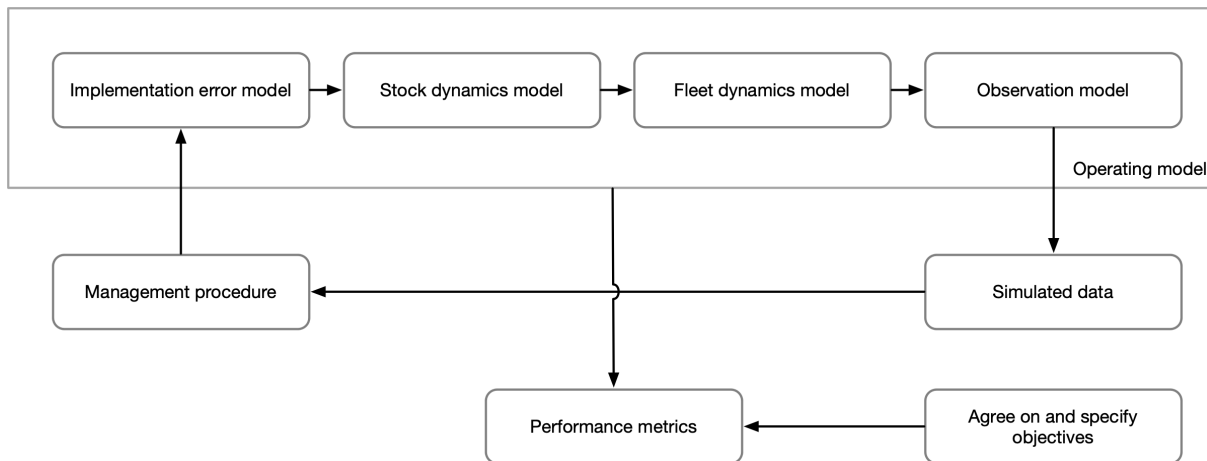 Implementation error model
Stock dynamics model
Fleet dynamics model
Observation model
Operating model
Management procedure
Simulated data
Performance metrics
Agree on and specify
objectives